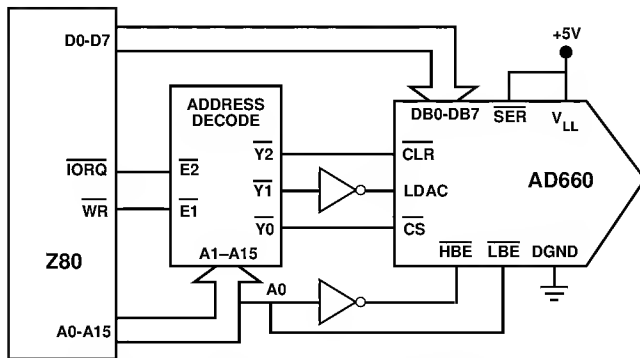 D0-D7
+5V
ADDRESS
DECODE
DB0-DB7
SER
V_LL
Y2
CLR
IORQ
E2
Y1
LDAC
AD660
WR
E1
Y0
CS
Z80
A1–A15
HBE
LBE
DGND
A0
A0-A15